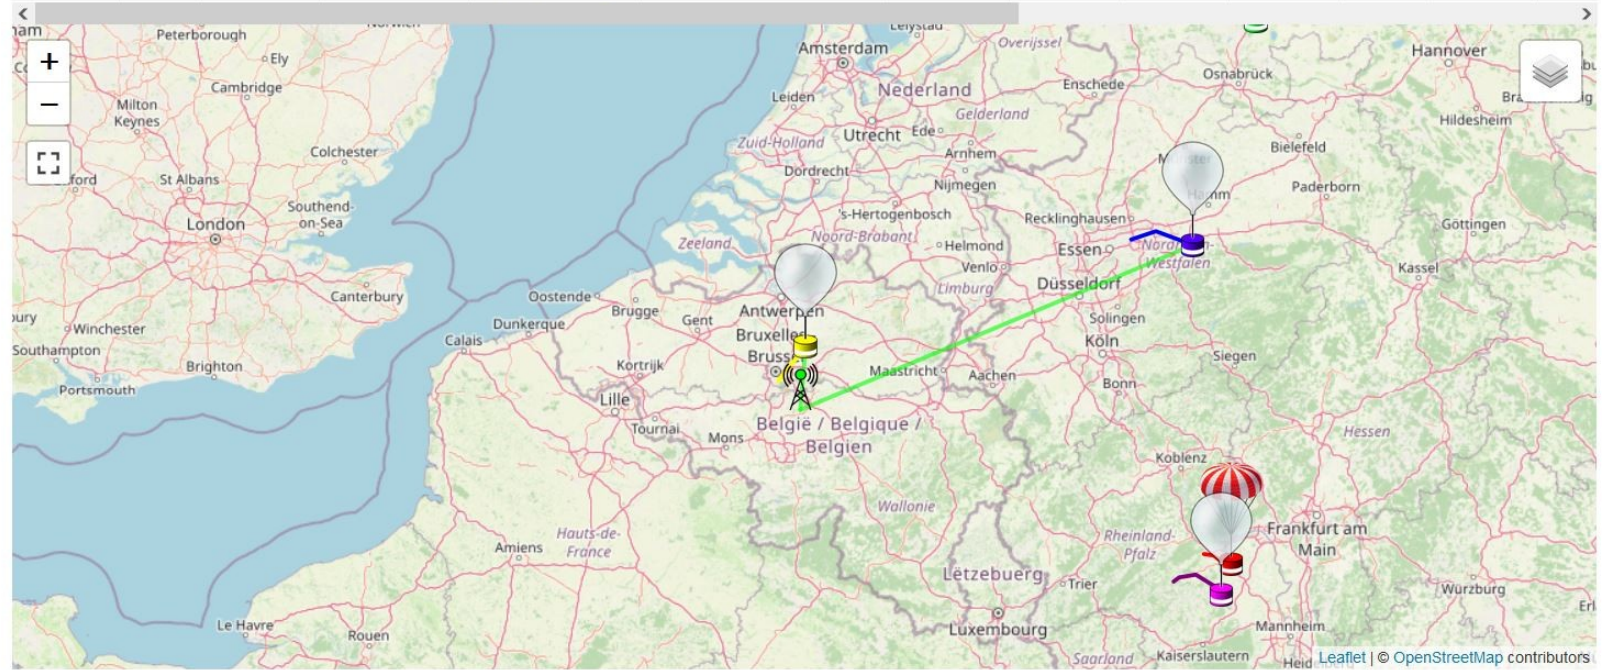 Peterborough
Lelystad
Overijssel
Amsterdam
Hannover
Ely
Osnabrück
Cambridge
Enschede
Nederland
Leiden
Milton
Keynes
Gelderland
Hildesheim
Utrecht
Ede
Zuid-Holland
Bielefeld
Colchester
Arnhem
Dordrecht
St Albans
Nijmegen
Hamm
Paderborn
Southend-
on-Sea
's-Hertogenbosch
Recklinghausen
London
Göttingen
Noord-Brabant
Zeeland
Helmond
Essen
Westfalen
Venlo
Kassel
Limburg
Düsseldorf
Canterbury
Oostende
Brugge
Antwerpen
Gent
Solingen
Winchester
Dunkerque
Calais
Köln
Southampton
Siegen
Brighton
Kortrijk
Maastricht
Aachen
Bonn
Portsmouth
Lille
België / Belgique /
Belgien
Tournai
Mons
Hessen
Koblenz
Wallonie
Frankfurt am
Main
Hauts-de-
France
Rheinland-
Pfalz
Amiens
Lëtzebuerg
Trier
Würzburg
Le Havre
Luxembourg
Mannheim
Rouen
Saarland
Kaiserslautern
Leaflet | © OpenStreetMap contributors